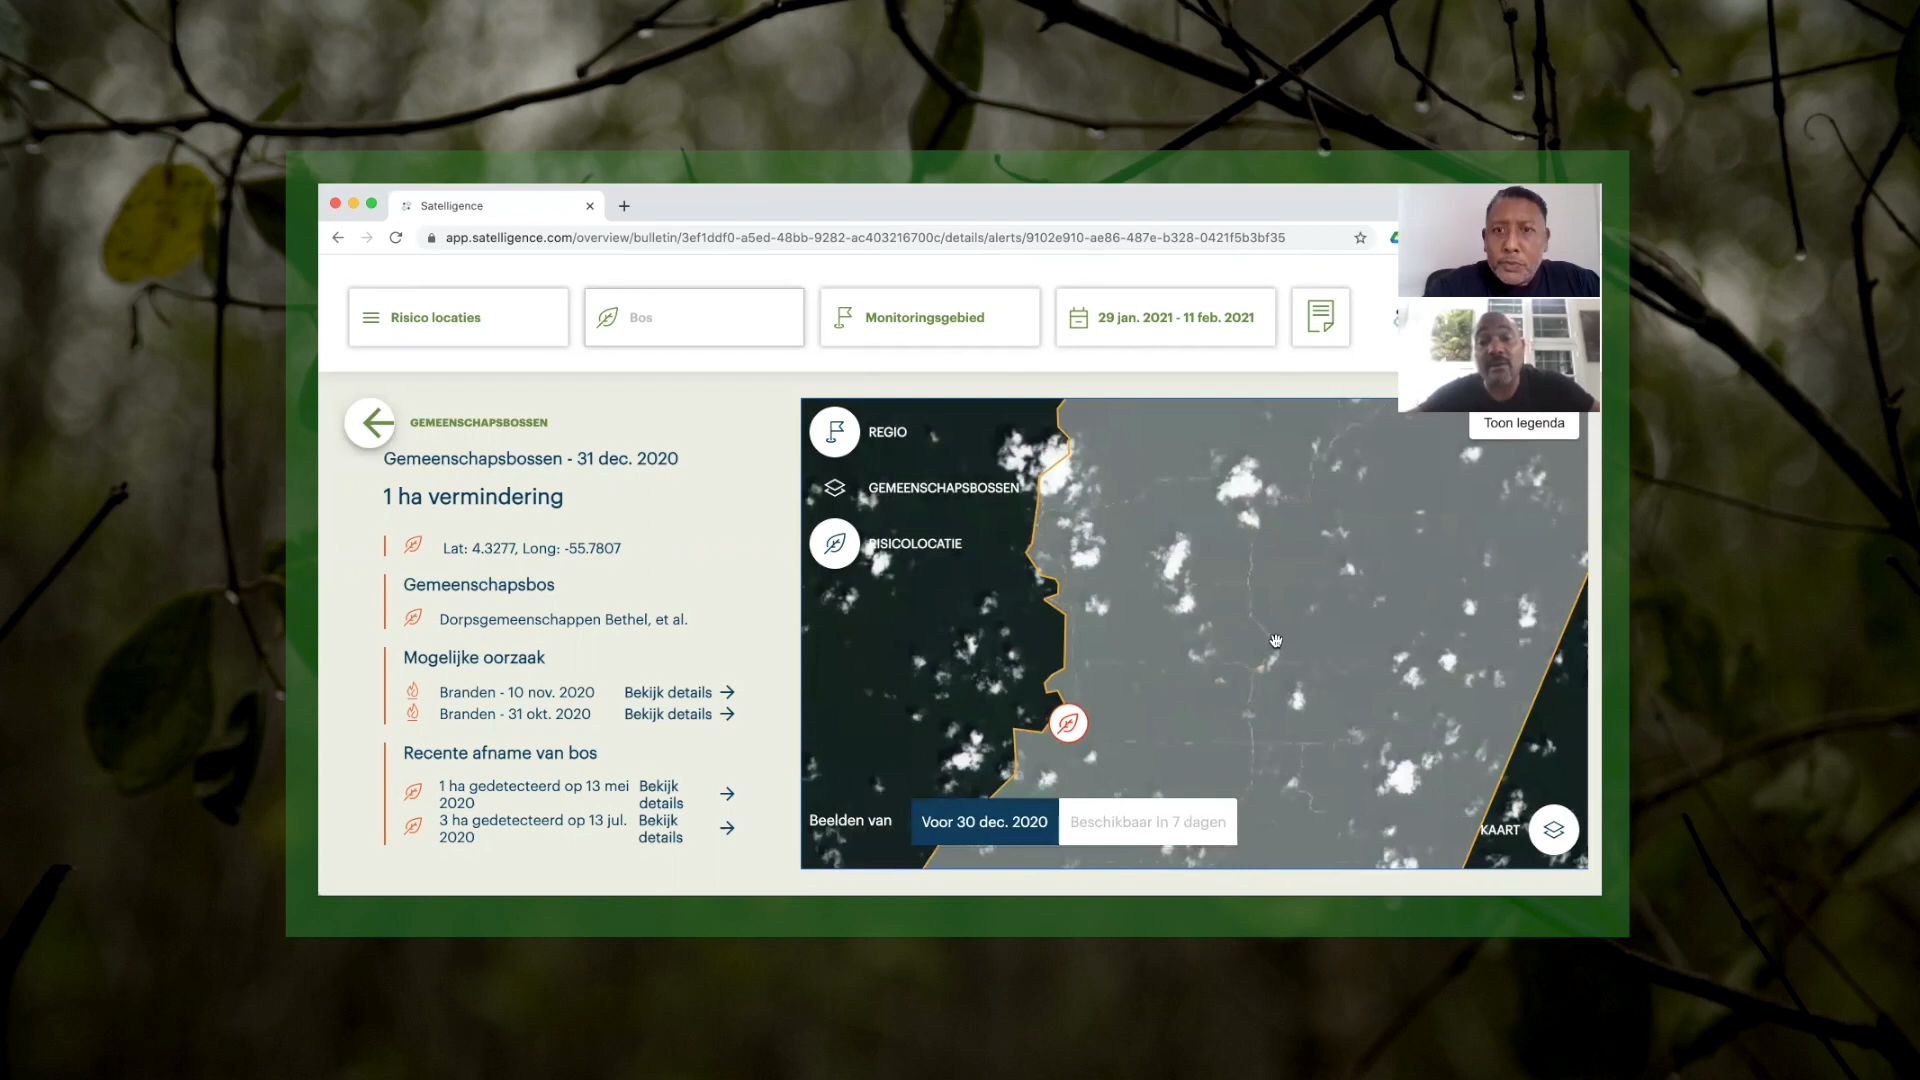 Satelligence
app.satelligence.com/overview/bulletin/3ef1ddf0-a5ed-48bb-9282-ac403216700c/details/alerts/9102e910-ae86-487e-b328-0421f5b3bf35
Risico locaties
Bos
Monitoringsgebied
29 jan. 2021 - 11 feb. 2021
GEMEENSCHAPSBOSSEN
Gemeenschapsbossen - 31 dec. 2020
1 ha vermindering
Lat: 4.3277, Long: -55.7807
Gemeenschapsbos
Dorpsgemeenschappen Bethel, et al.
Mogelijke oorzaak
Branden - 10 nov. 2020 Bekijk details
Branden - 31 okt. 2020 Bekijk details
Recente afname van bos
1 ha gedetecteerd op 13 mei 2020 Bekijk details
3 ha gedetecteerd op 13 jul. 2020 Bekijk details
REGIO
GEMEENSCHAPSBOSSEN
RISICOLOCATIE
Toon legenda
Beelden van
Voor 30 dec. 2020
Beschikbaar in 7 dagen
KAART